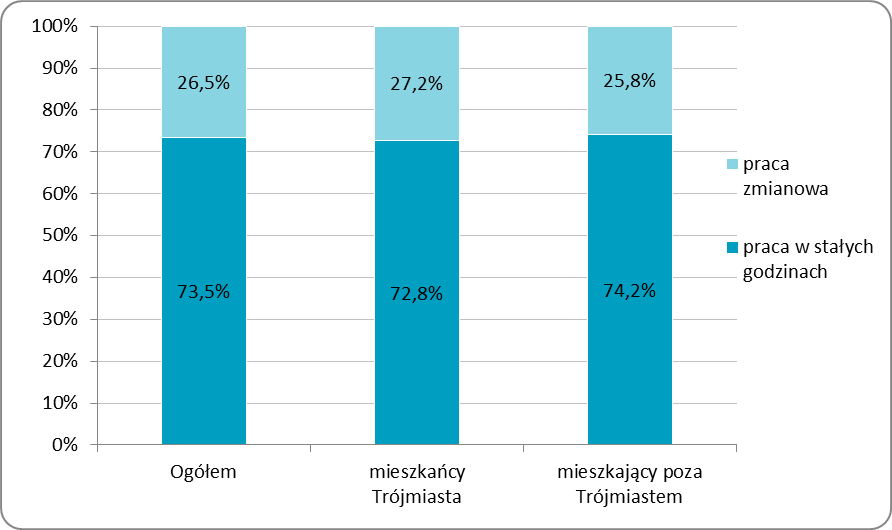 100%
90%
80%
70%
60%
50%
40%
30%
20%
10%
0%
26,5%
27,2%
25,8%
73,5%
72,8%
74,2%
Ogółem
mieszkańcy
Trójmiasta
mieszkający poza
Trójmiastem
praca
zmianowa
praca w stałych
godzinach